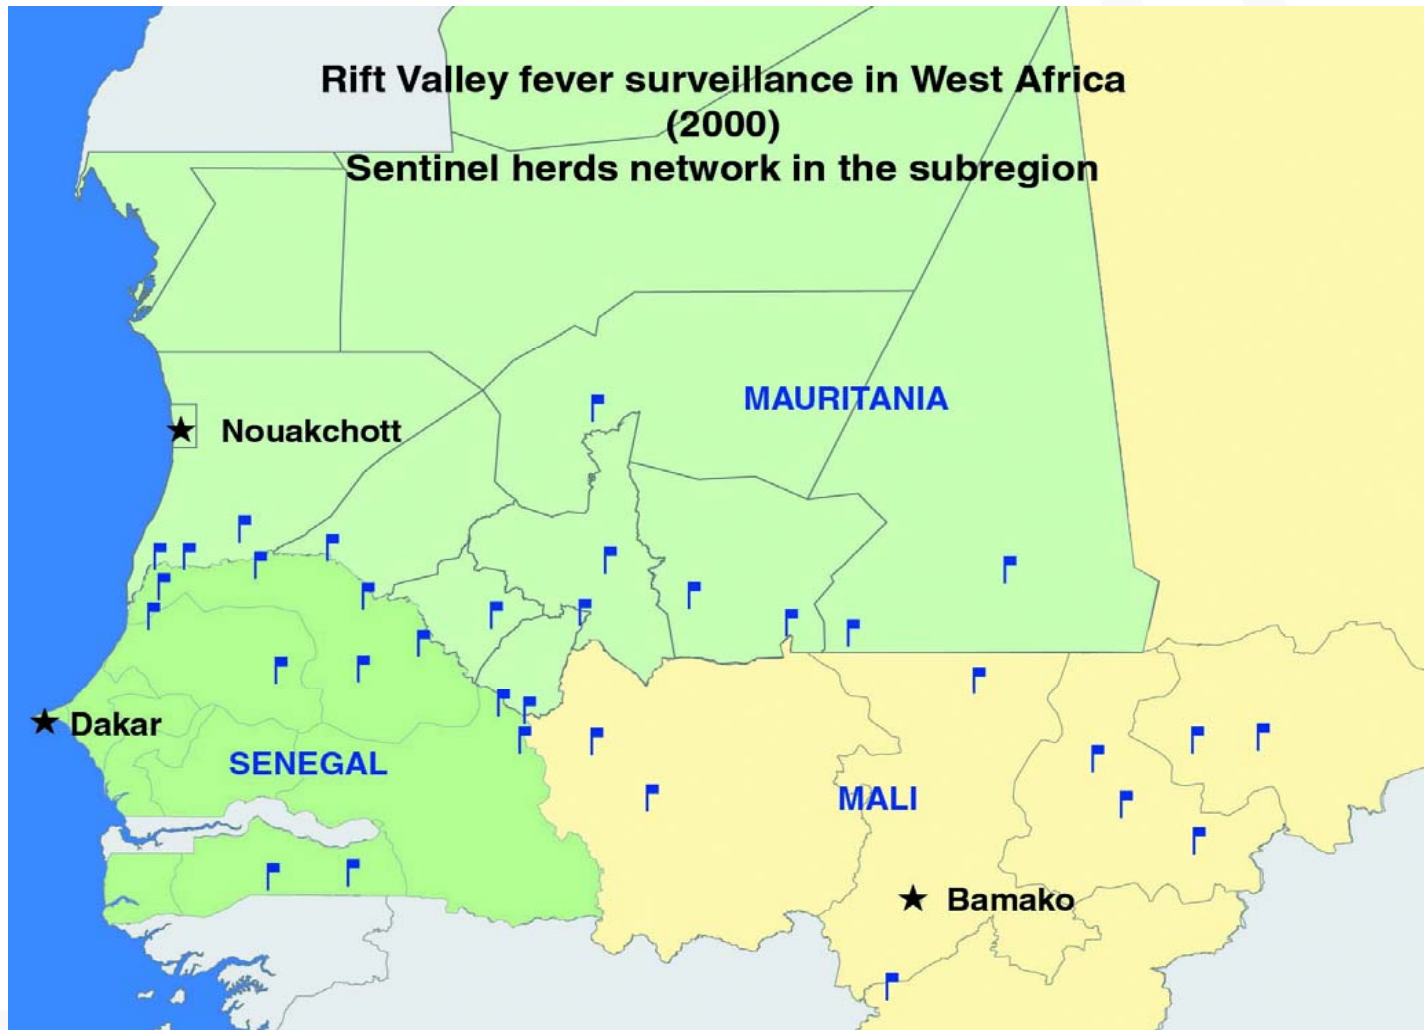 Rift Valley fever surveillance in West Africa
(2000)
Sentinel herds network in the subregion
MAURITANIA
Nouakchott
Dakar
SENEGAL
MALI
Bamako